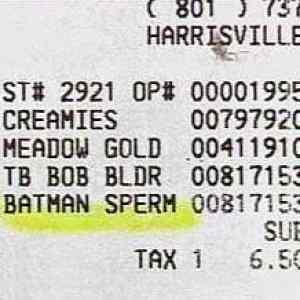 ( 801 ) 737
HARRISVILLE
ST# 2921 OP# 00001995
CREAMIES 00797920
MEADOW GOLD 00411910
TB BOB BLDR 00817153
BATMAN SPERM 00817153
SUB
TAX 1 6.50